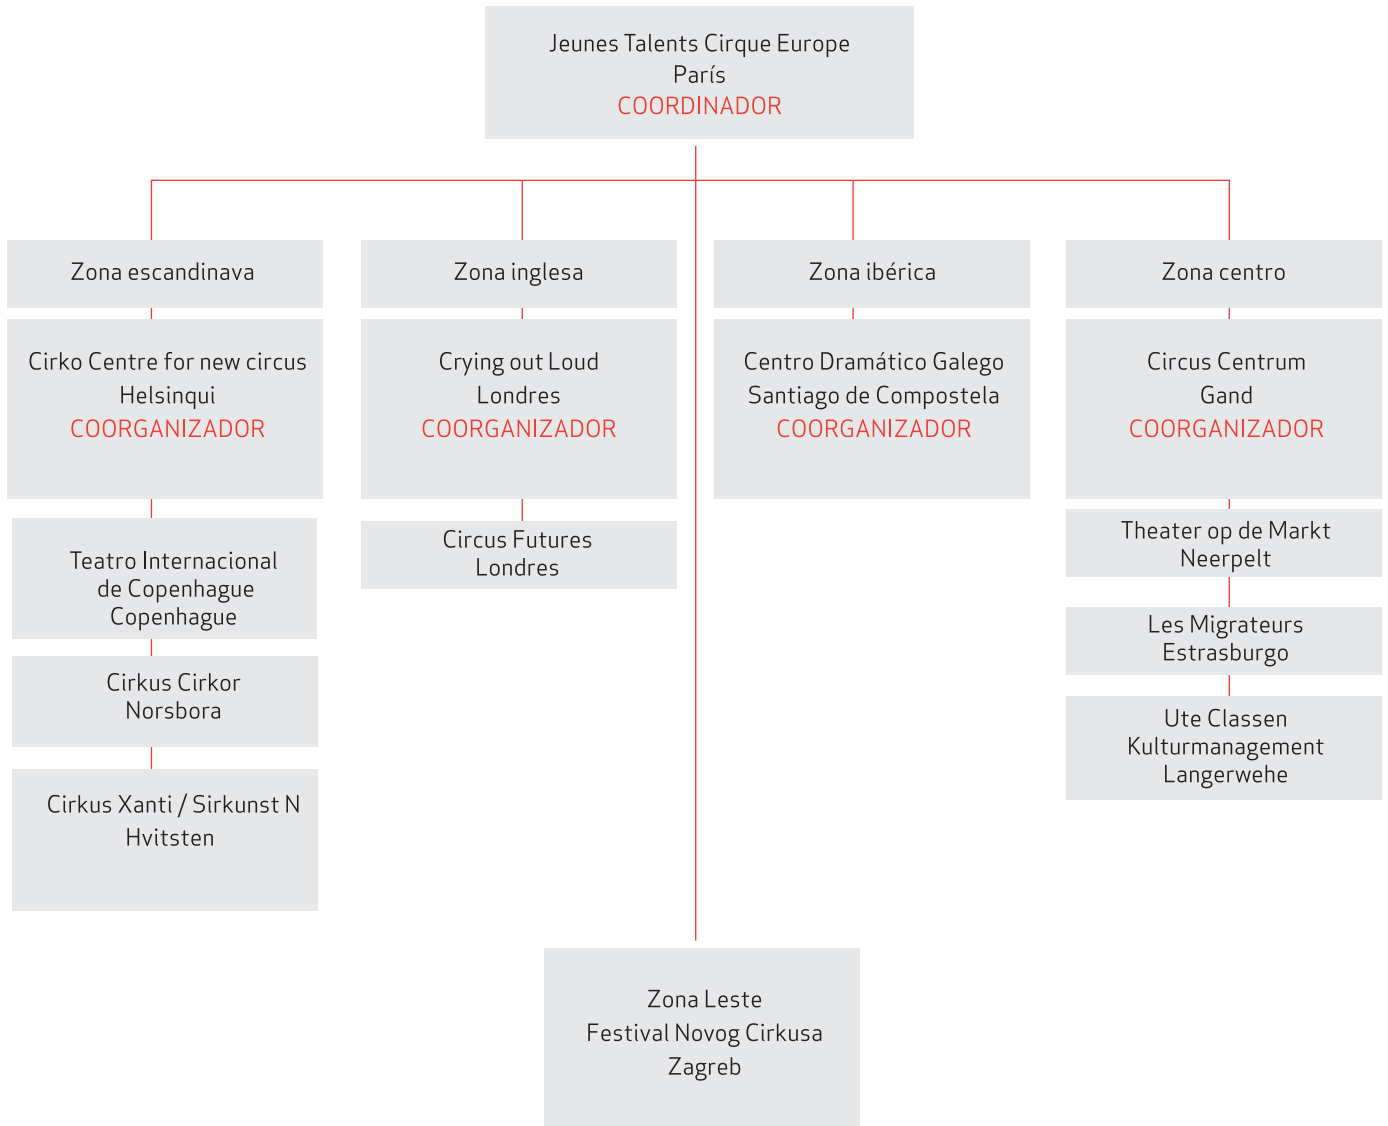 Jeunes Talents Cirque Europe
París
COORDINADOR
Zona escandinava
Cirko Centre for new circus
Helsinqui
COORGANIZADOR
Teatro Internacional
de Copenhague
Copenhague
Cirkus Cirkor
Norsbora
Cirkus Xanti / Sirkunst N
Hvitsten
Zona inglesa
Crying out Loud
Londres
COORGANIZADOR
Circus Futures
Londres
Zona ibérica
Centro Dramático Galego
Santiago de Compostela
COORGANIZADOR
Zona centro
Circus Centrum
Gand
COORGANIZADOR
Theater op de Markt
Neerpelt
Les Migrateurs
Estrasburgo
Ute Classen
Kulturmanagement
Langerwehe
Zona Leste
Festival Novog Cirkusa
Zagreb